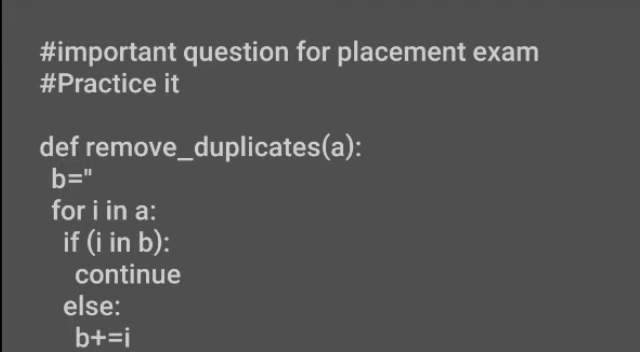 #important question for placement exam
#Practice it
def remove_duplicates(a):
b=''
for i in a:
if (i in b):
continue
else:
b+=i